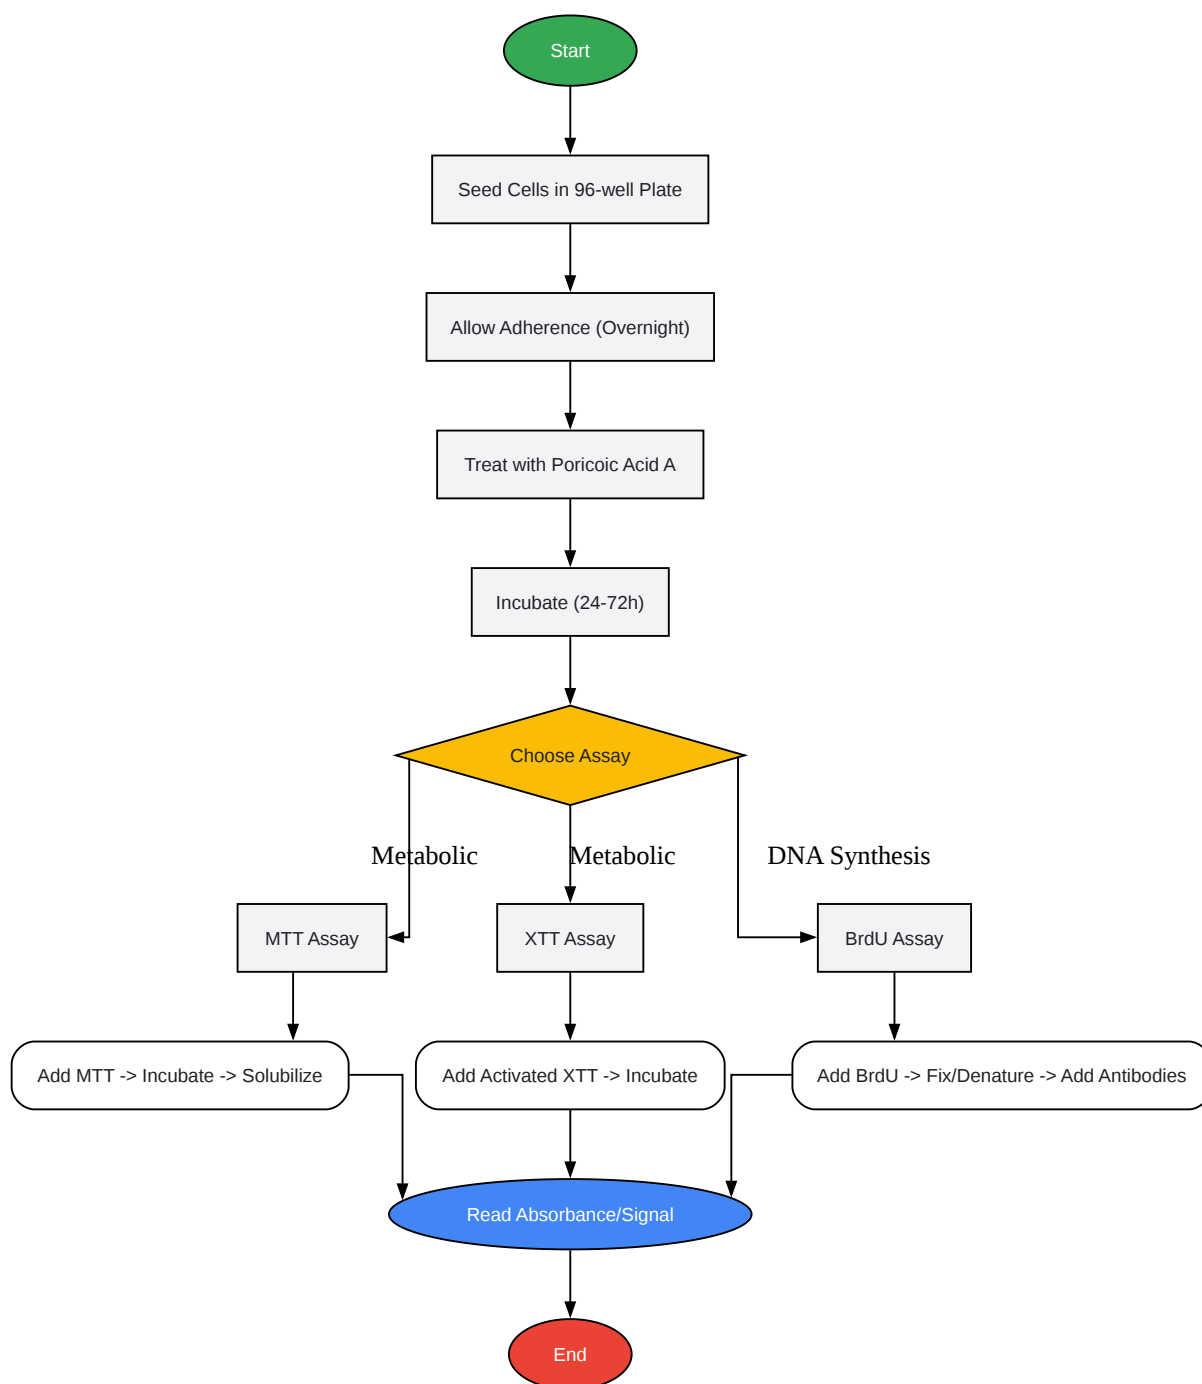 Start
Seed Cells in 96-well Plate
Allow Adherence (Overnight)
Treat with Poricoic Acid A
Incubate (24-72h)
Choose Assay
Metabolic
Metabolic
DNA Synthesis
MTT Assay
XTT Assay
BrdU Assay
Add MTT -> Incubate -> Solubilize
Add Activated XTT -> Incubate
Add BrdU -> Fix/Denature -> Add Antibodies
Read Absorbance/Signal
End